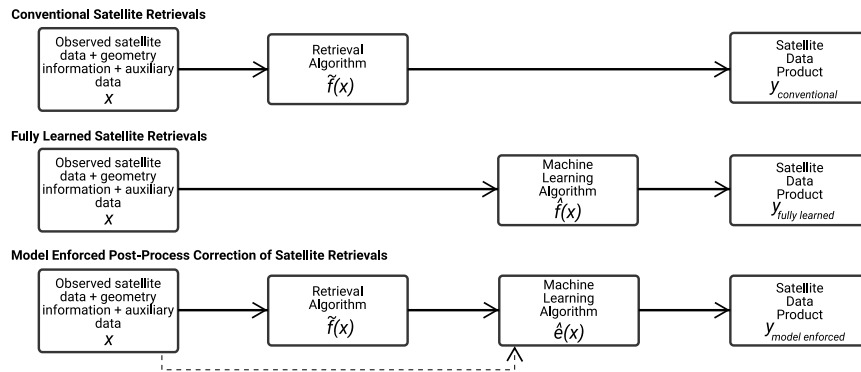 Conventional Satellite Retrievals
Observed satellite
data + geometry
information + auxiliary
data
x
Retrieval
Algorithm
f̃(x)
Satellite
Data
Product
y conventional
Fully Learned Satellite Retrievals
Observed satellite
data + geometry
information + auxiliary
data
x
Machine
Learning
Algorithm
f̂(x)
Satellite
Data
Product
y fully learned
Model Enforced Post-Process Correction of Satellite Retrievals
Observed satellite
data + geometry
information + auxiliary
data
x
Retrieval
Algorithm
f̃(x)
Machine
Learning
Algorithm
ê(x)
Satellite
Data
Product
y model enforced